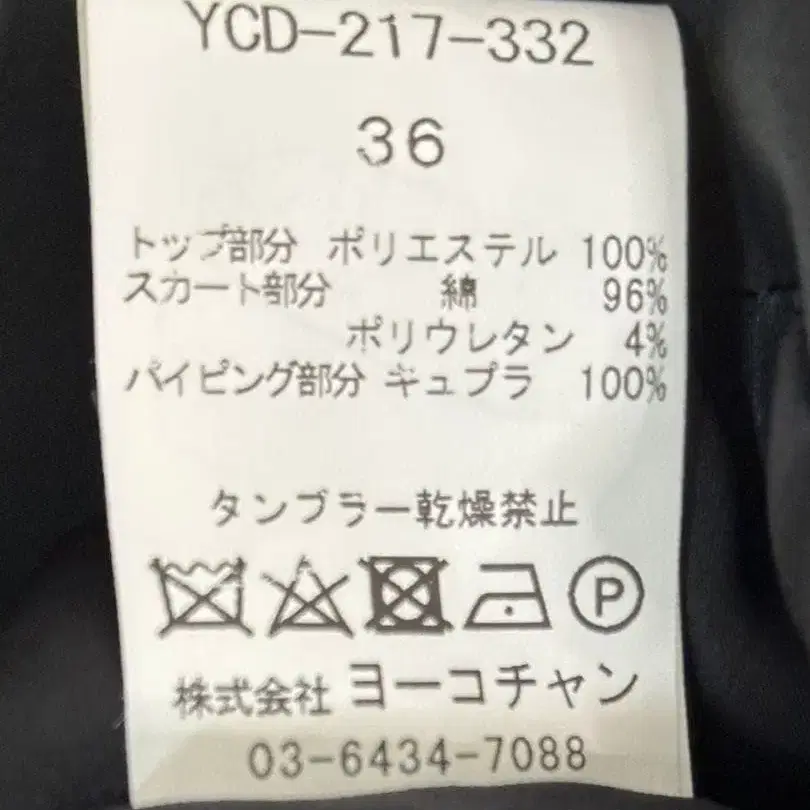 YCD-217-332
36
トップ部分 ポリエステル 100%
スカート部分 綿 96%
ポリウレタン 4%
パイピング部分 キュプラ 100%
タンブラー乾燥禁止
P
株式会社 ヨーコチャン
03-6434-7088